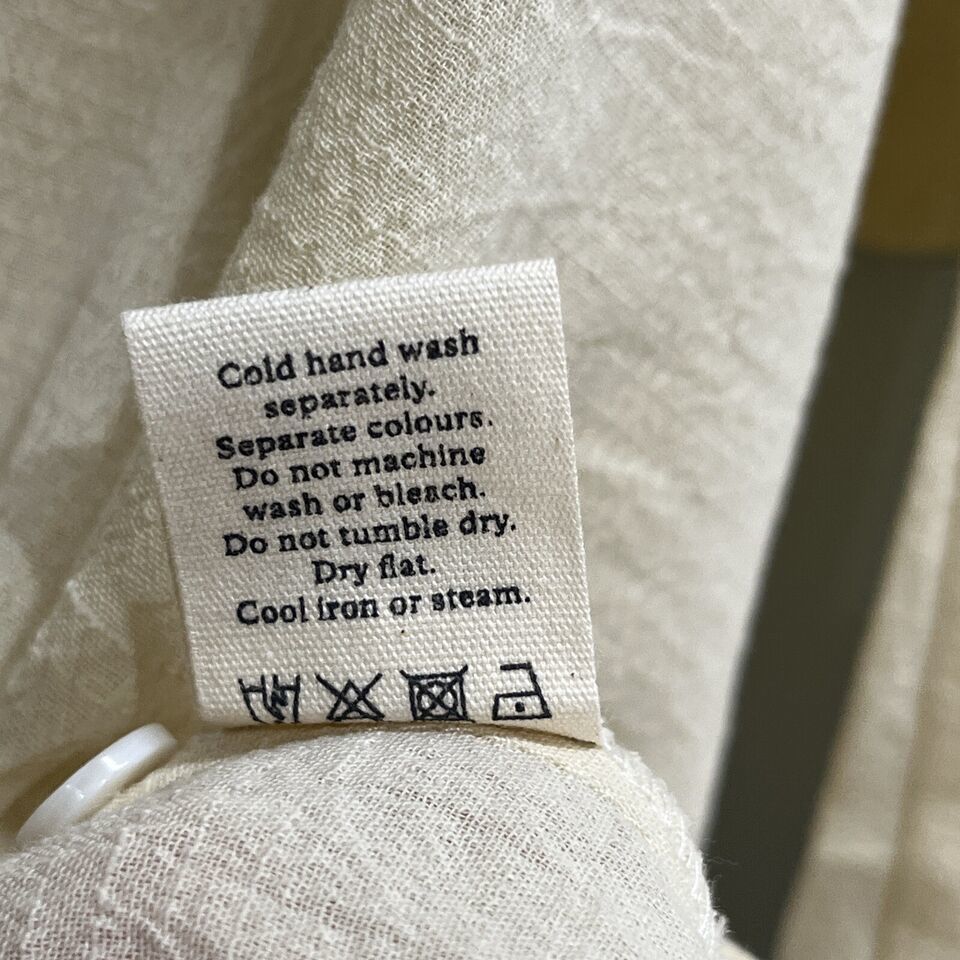 Cold hand wash
separately.
Separate colours.
Do not machine
wash or bleach.
Do not tumble dry.
Dry flat.
Cool iron or steam.